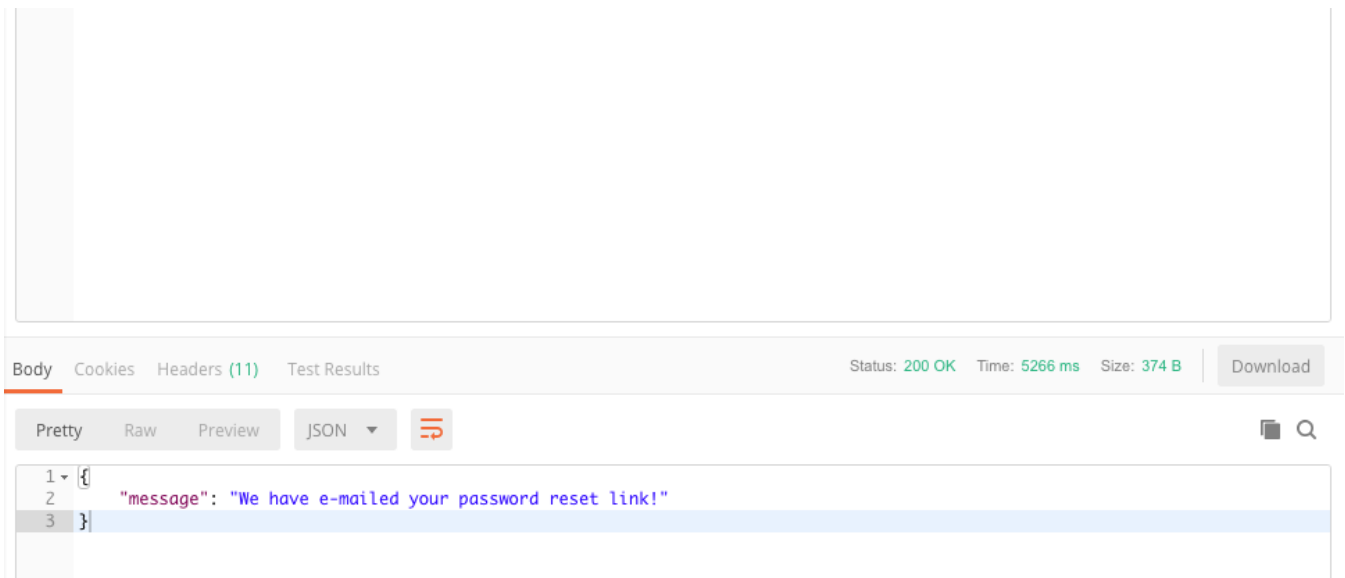 Body Cookies Headers (11) Test Results Status: 200 OK Time: 5266 ms Size: 374 B Download
Pretty Raw Preview JSON
1 {
2 "message": "We have e-mailed your password reset link!"
3 }